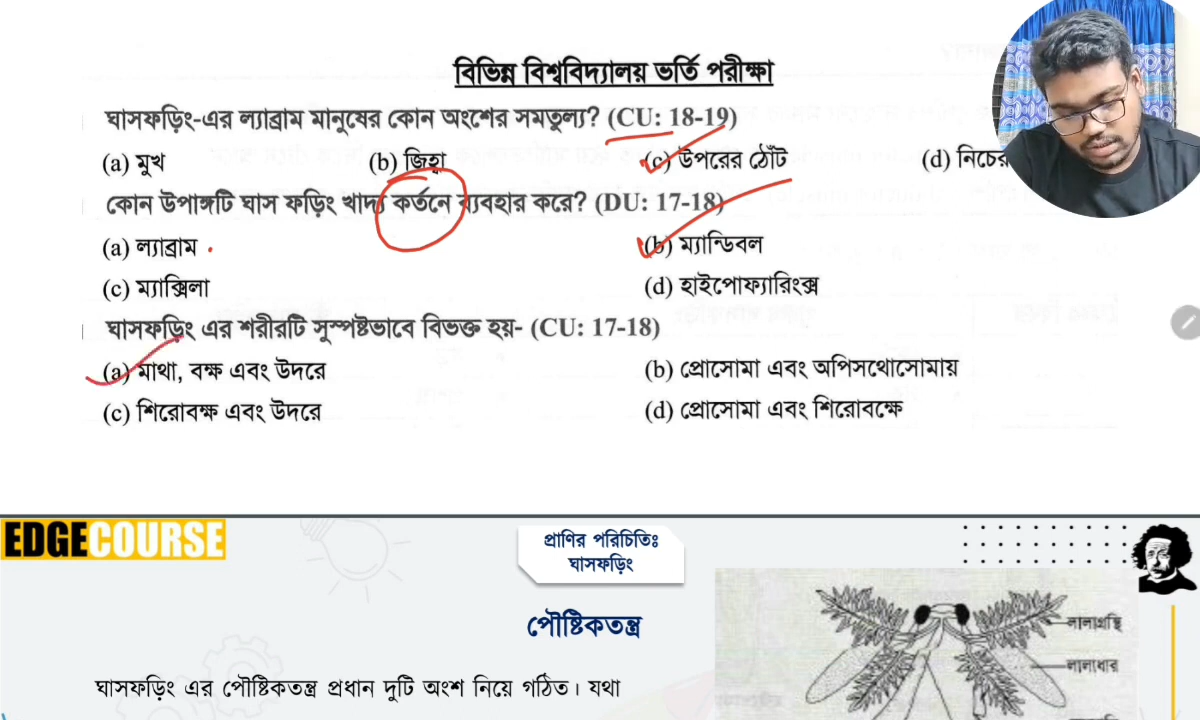 বিভিন্ন বিশ্ববিদ্যালয় ভর্তি পরীক্ষা
ঘাসফড়িং-এর ল্যাব্রাম মানুষের কোন অংশের সমতুল্য? (CU: 18-19)
(a) মুখ (b) জিহ্বা (c) উপরের ঠোঁট (d) নিচের
কোন উপাঙ্গটি ঘাস ফড়িং খাদ্য কর্তনে ব্যবহার করে? (DU: 17-18)
(a) ল্যাব্রাম (b) ম্যান্ডিবল
(c) ম্যাক্সিলা (d) হাইপোফ্যারিংক্স
ঘাসফড়িং এর শরীরটি সুস্পষ্টভাবে বিভক্ত হয়- (CU: 17-18)
(a) মাথা, বক্ষ এবং উদরে (b) প্রোসোমা এবং অপিসথোসোমায়
(c) শিরোবক্ষ এবং উদরে (d) প্রোসোমা এবং শিরোবক্ষে
EDGECOURSE
প্রাণির পরিচিতিঃ
ঘাসফড়িং
পৌষ্টিকতন্ত্র
লালাগ্রন্থি
লালাধার
ঘাসফড়িং এর পৌষ্টিকতন্ত্র প্রধান দুটি অংশ নিয়ে গঠিত। যথা